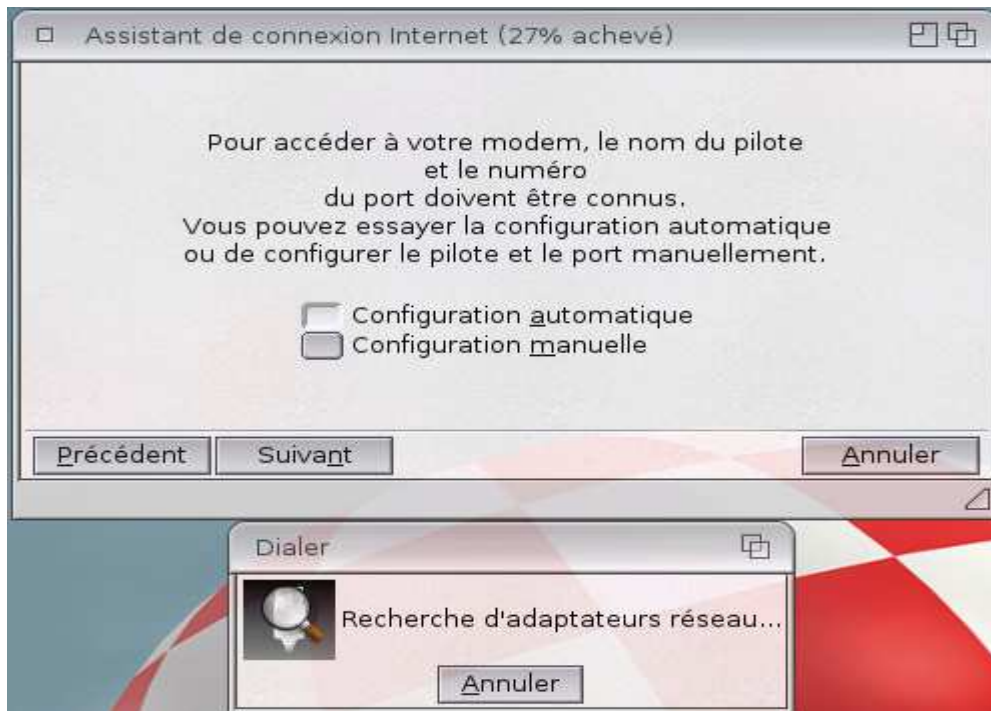 Assistant de connexion Internet (27% achevé)
Pour accéder à votre modem, le nom du pilote
et le numéro
du port doivent être connus.
Vous pouvez essayer la configuration automatique
ou de configurer le pilote et le port manuellement.
Configuration automatique
Configuration manuelle
Précédent Suivant Annuler
Dialer
Recherche d'adaptateurs réseau...
Annuler